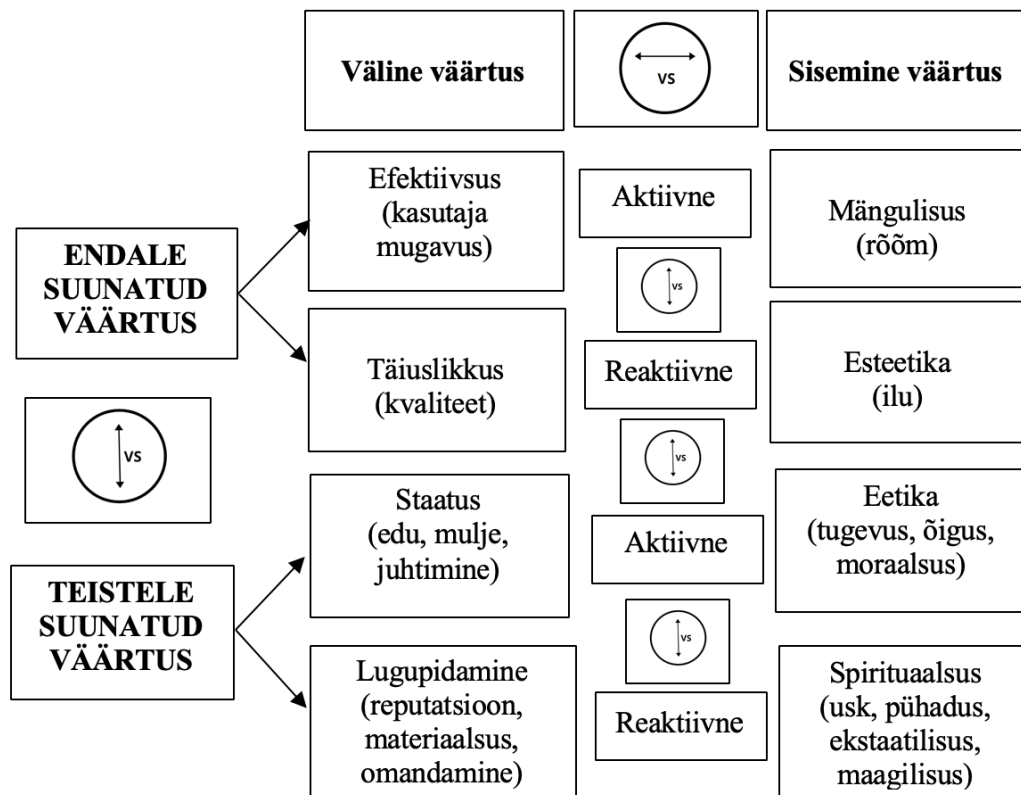 Väline väärtus
vs
Sisemine väärtus
ENDALE
SUUNATUD
VÄÄRTUS
Efektiivsus
(kasutaja
mugavus)
Aktiivne
Mängulisus
(rõõm)
vs
Täiuslikkus
(kvaliteet)
Reaktiivne
Esteetika
(ilu)
vs
vs
TEISTELE
SUUNATUD
VÄÄRTUS
Staatus
(edu, mulje,
juhtimine)
Aktiivne
Eetika
(tugevus, õigus,
moraalsus)
vs
Lugupidamine
(reputatsioon,
materiaalsus,
omandamine)
Reaktiivne
Spirituaalsus
(usk, pühadus,
ekstaatilisus,
maagilisus)